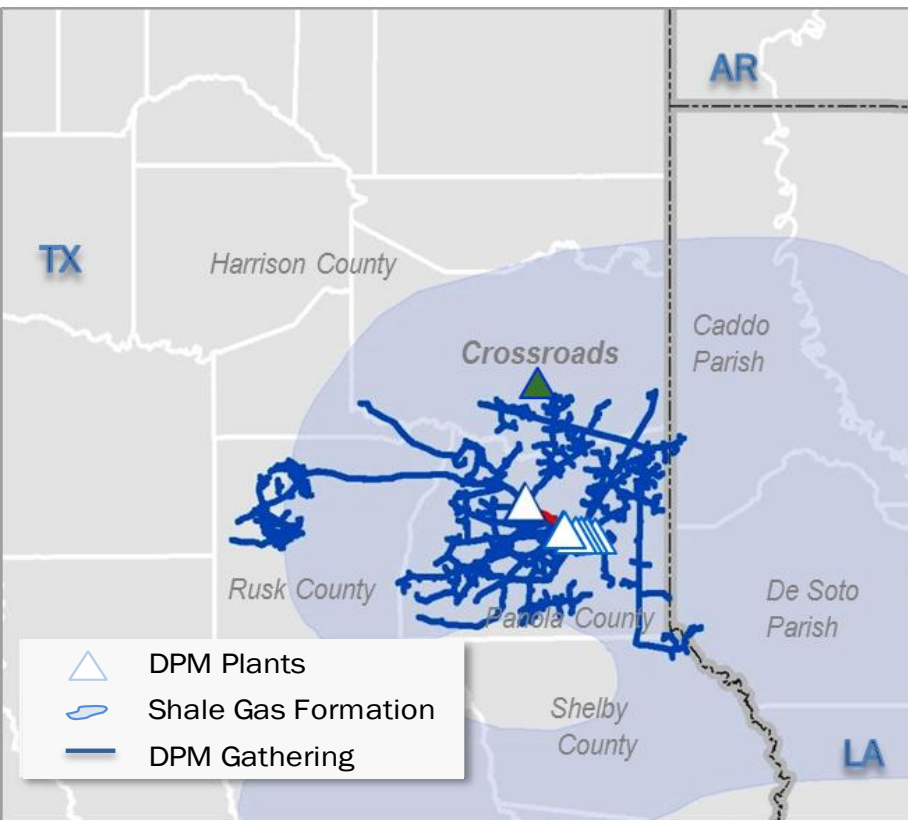 AR
TX
Harrison County
Caddo
Parish
Crossroads
Rusk County
Panola County
De Soto
Parish
Shelby
County
LA
DPM Plants
Shale Gas Formation
DPM Gathering